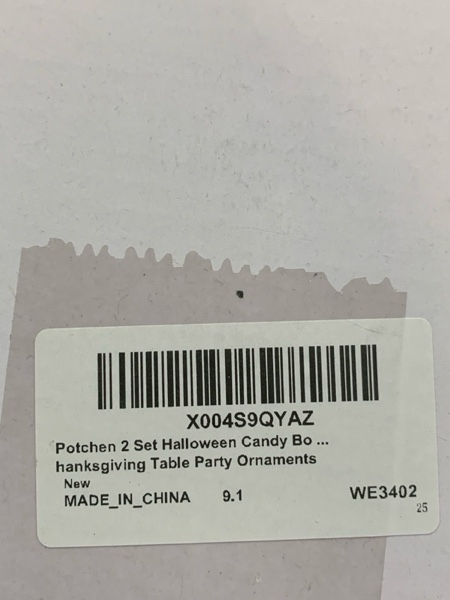 X004S9QYAZ
Potchen 2 Set Halloween Candy Bo ...
hanksgiving Table Party Ornaments
New
MADE_IN_CHINA 9.1 WE3402
25